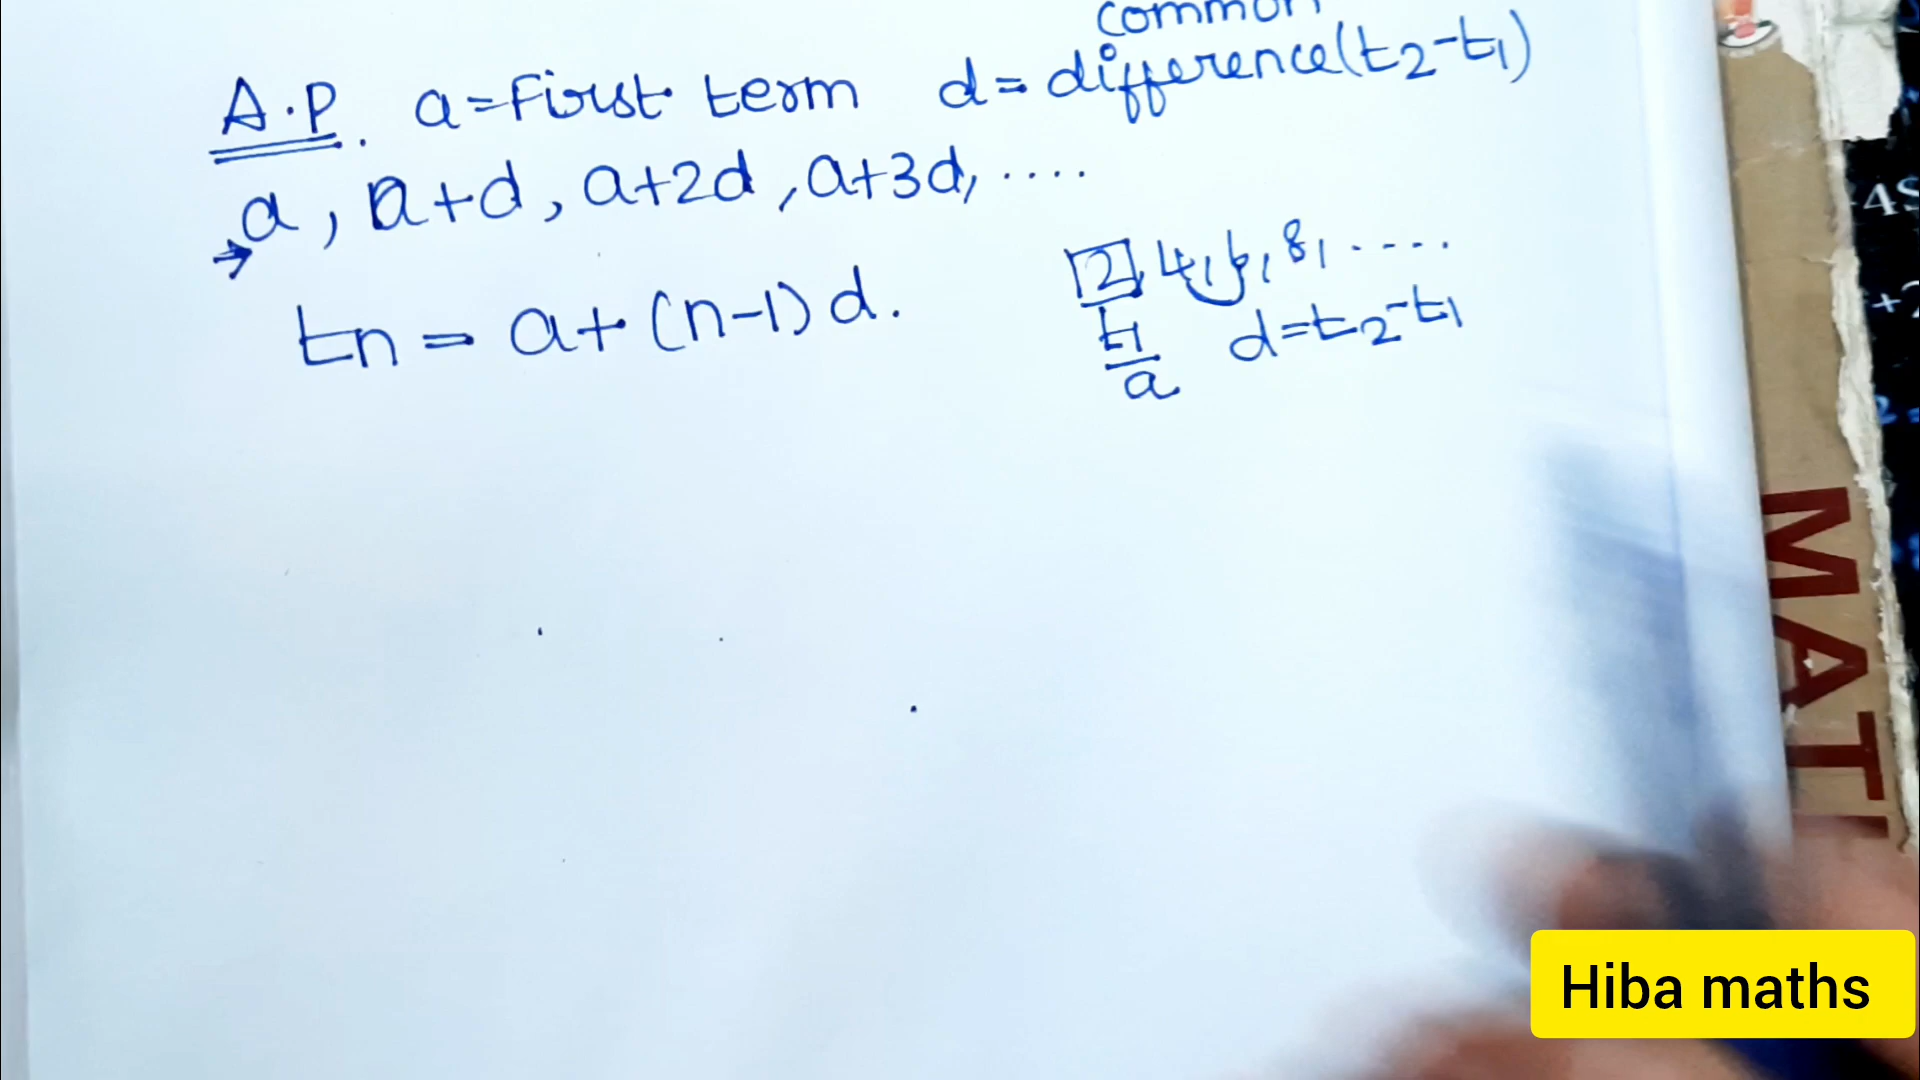 common
A.P. a=First term d=difference(t2-t1)
a, a+d, a+2d, a+3d, ....
tn = a+(n-1)d.
2, 4, 6, 8, .....
t1 d=t2-t1
a
MAT
Hiba maths